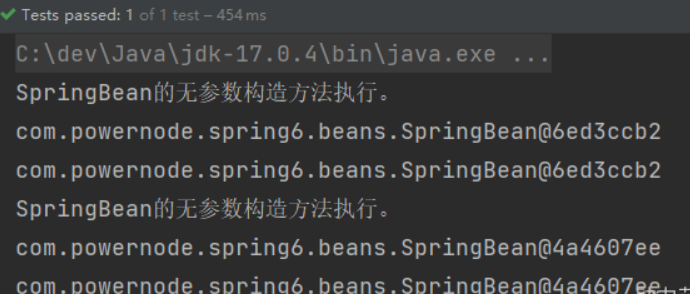 Tests passed: 1 of 1 test – 454 ms
C:\dev\Java\jdk-17.0.4\bin\java.exe ...
SpringBean的无参数构造方法执行。
com.powernode.spring6.beans.SpringBean@6ed3ccb2
com.powernode.spring6.beans.SpringBean@6ed3ccb2
SpringBean的无参数构造方法执行。
com.powernode.spring6.beans.SpringBean@4a4607ee
com.powernode.spring6.beans.SpringBean@4a4607ee